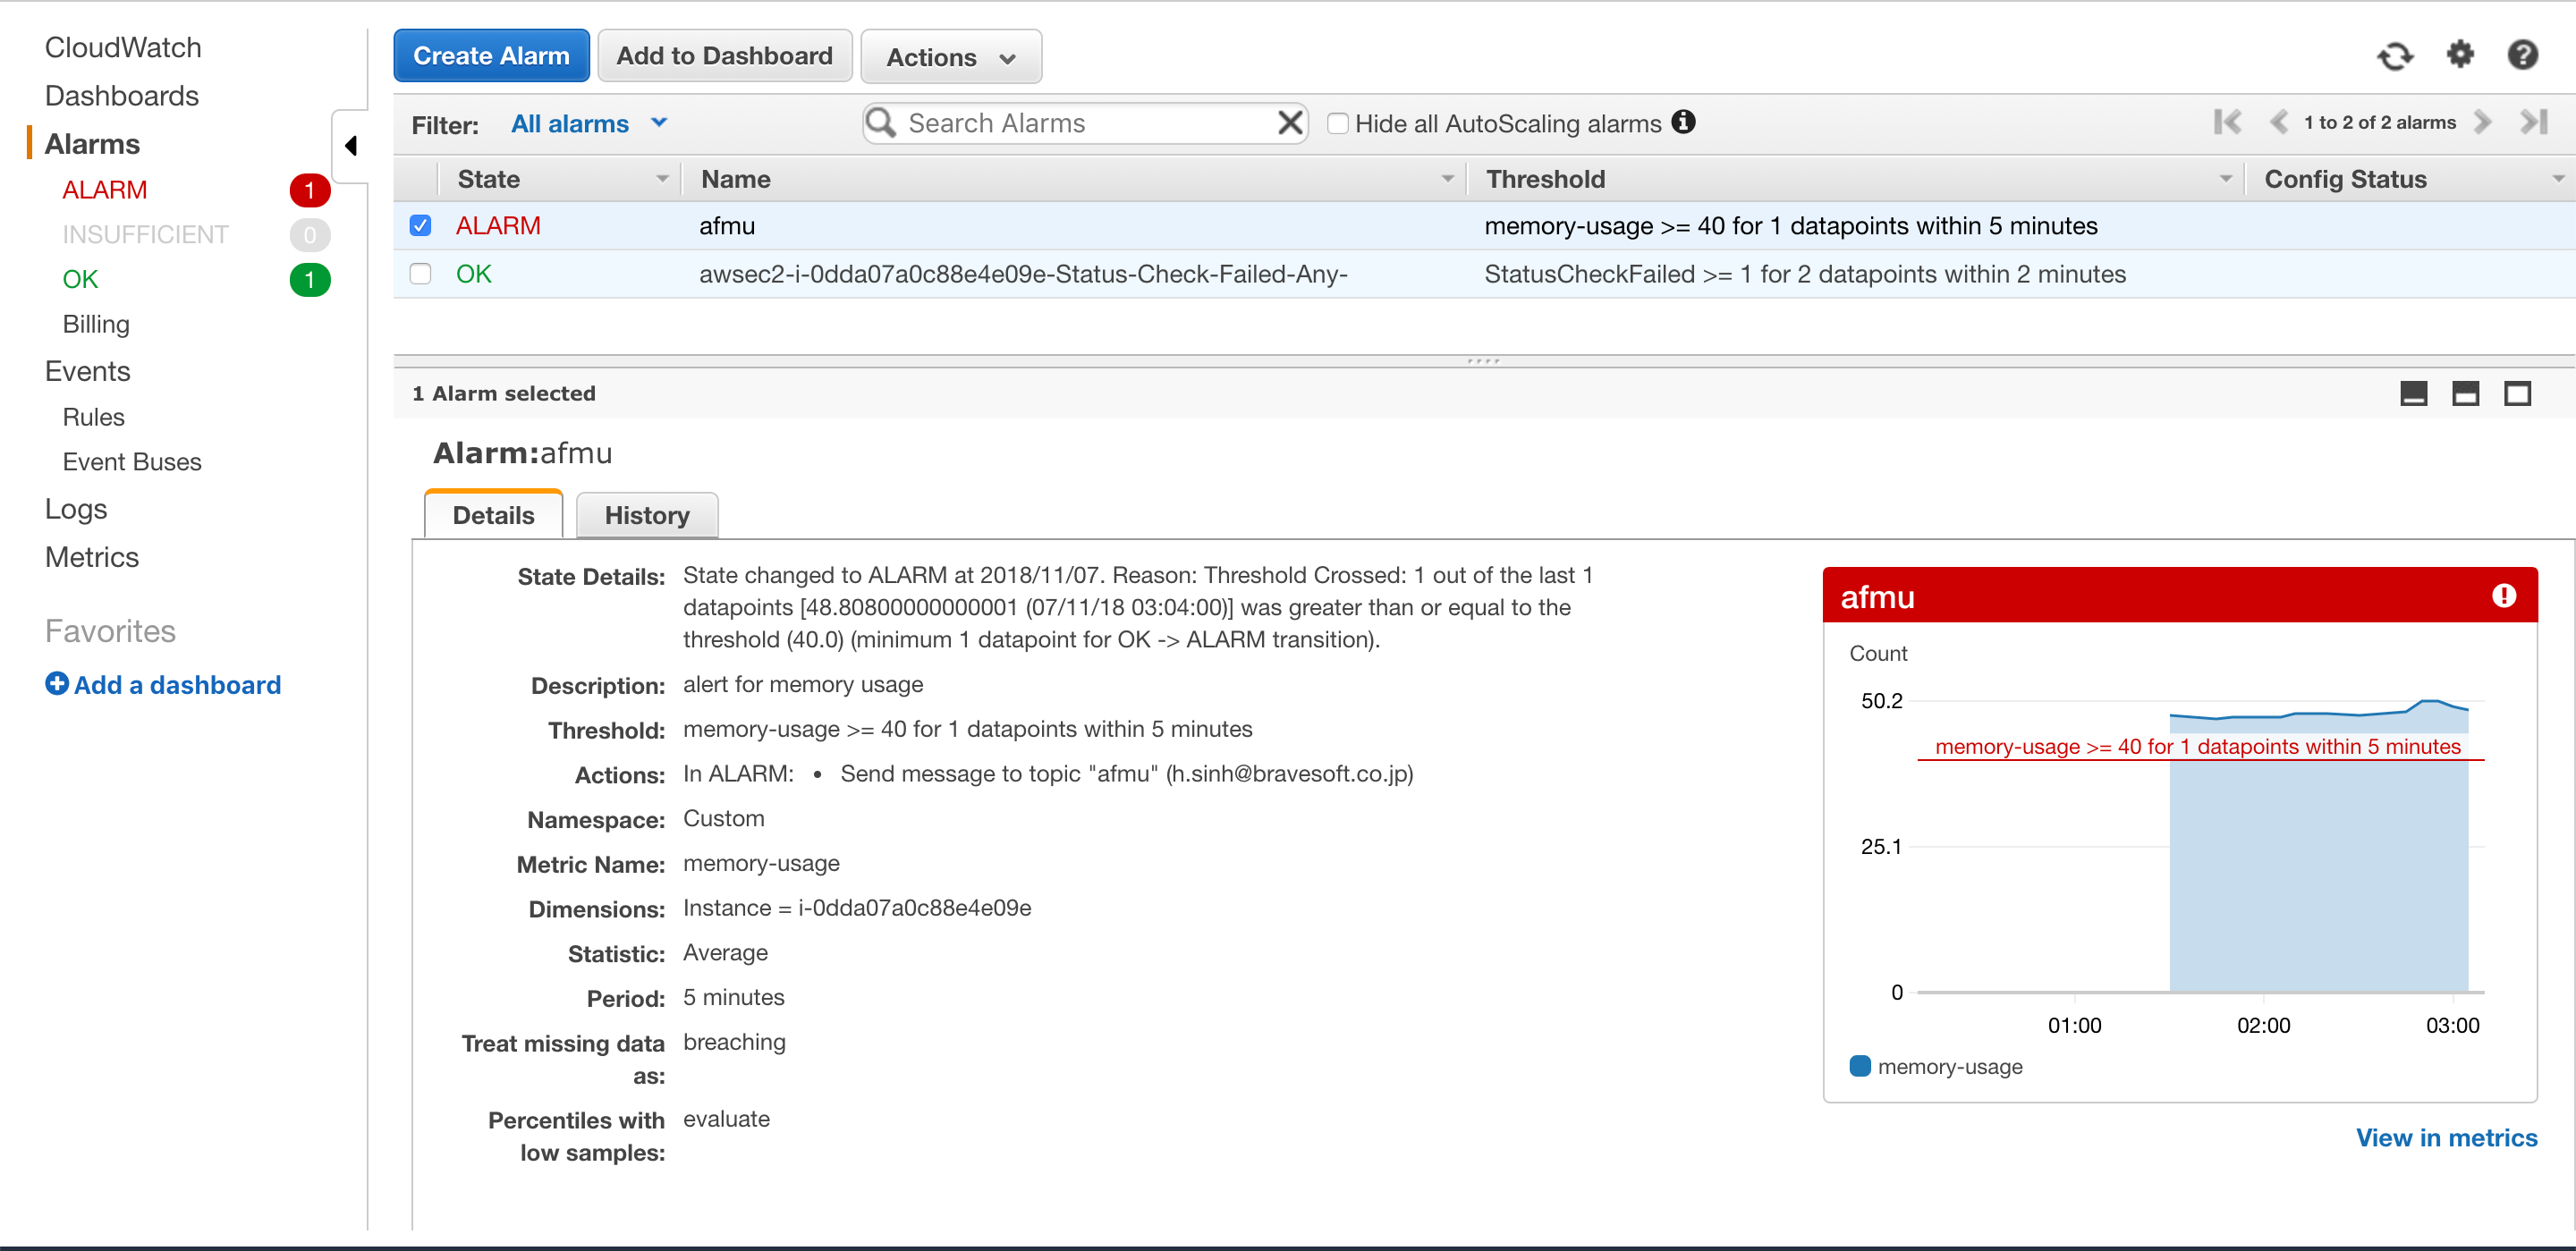 CloudWatch
Dashboards
Alarms
ALARM 1
INSUFFICIENT 0
OK 1
Billing
Events
Rules
Event Buses
Logs
Metrics
Favorites
Add a dashboard
Create Alarm Add to Dashboard Actions
Filter: All alarms Search Alarms Hide all AutoScaling alarms 1 to 2 of 2 alarms
State Name Threshold Config Status
ALARM afmu memory-usage >= 40 for 1 datapoints within 5 minutes
OK awsec2-i-0dda07a0c88e4e09e-Status-Check-Failed-Any- StatusCheckFailed >= 1 for 2 datapoints within 2 minutes
1 Alarm selected
Alarm:afmu
Details History
State Details: State changed to ALARM at 2018/11/07. Reason: Threshold Crossed: 1 out of the last 1
datapoints [48.80800000000001 (07/11/18 03:04:00)] was greater than or equal to the
threshold (40.0) (minimum 1 datapoint for OK -> ALARM transition).
Description: alert for memory usage
Threshold: memory-usage >= 40 for 1 datapoints within 5 minutes
Actions: In ALARM: • Send message to topic "afmu" (h.sinh@bravesoft.co.jp)
Namespace: Custom
Metric Name: memory-usage
Dimensions: Instance = i-0dda07a0c88e4e09e
Statistic: Average
Period: 5 minutes
Treat missing data breaching
as:
Percentiles with evaluate
low samples:
afmu
Count
50.2
memory-usage >= 40 for 1 datapoints within 5 minutes
25.1
0
01:00 02:00 03:00
memory-usage
View in metrics